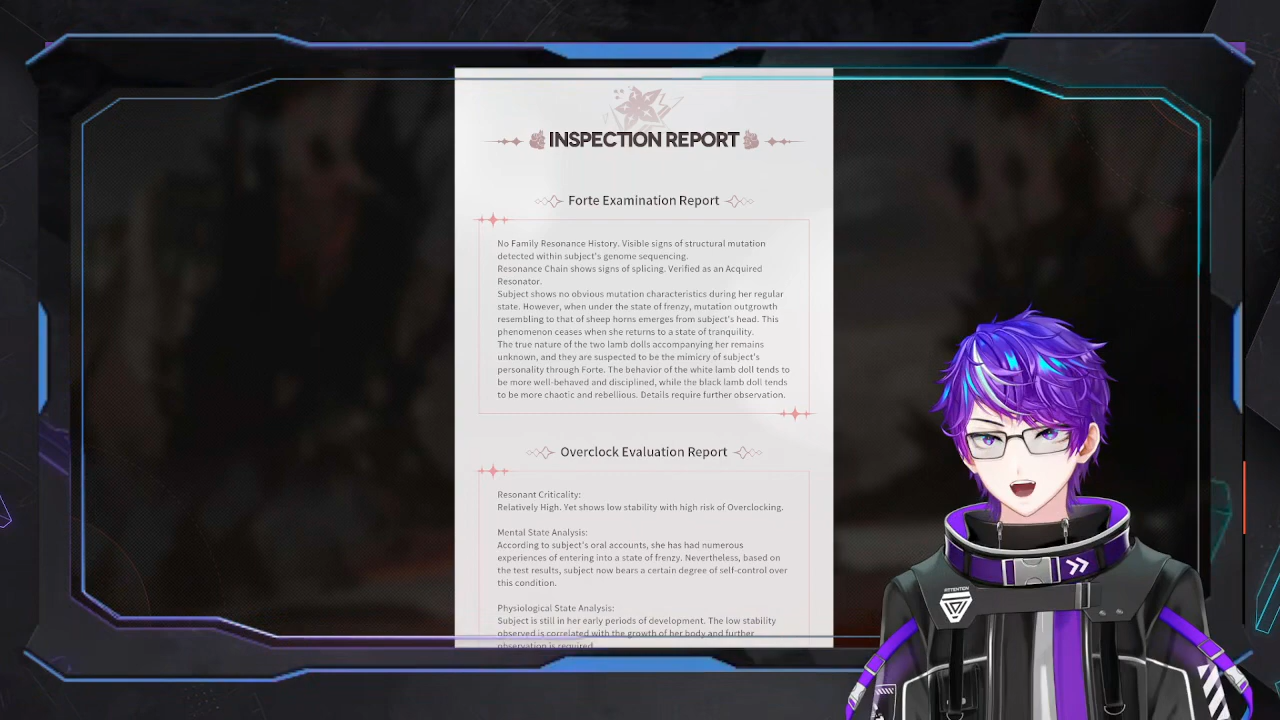 INSPECTION REPORT
Forte Examination Report
No Family Resonance History. Visible signs of structural mutation
detected within subject's genome sequencing.
Resonance Chain shows signs of splicing. Verified as an Acquired
Resonator.
Subject shows no obvious mutation characteristics during her regular
state. However, when under the state of frenzy, mutation outgrowth
resembling to that of sheep horns emerges from subject's head. This
phenomenon ceases when she returns to a state of tranquility.
The true nature of the two lamb dolls accompanying her remains
unknown, and they are suspected to be the mimicry of subject's
personality through Forte. The behavior of the white lamb doll tends to
be more well-behaved and disciplined, while the black lamb doll tends
to be more chaotic and rebellious. Details require further observation.
Overclock Evaluation Report
Resonant Criticality:
Relatively High. Yet shows low stability with high risk of Overclocking.
Mental State Analysis:
According to subject's oral accounts, she has had numerous
experiences of entering into a state of frenzy. Nevertheless, based on
the test results, subject now bears a certain degree of self-control over
this condition.
Physiological State Analysis:
Subject is still in her early periods of development. The low stability
observed is correlated with the growth of her body and further
observation is required.
ATTENTION